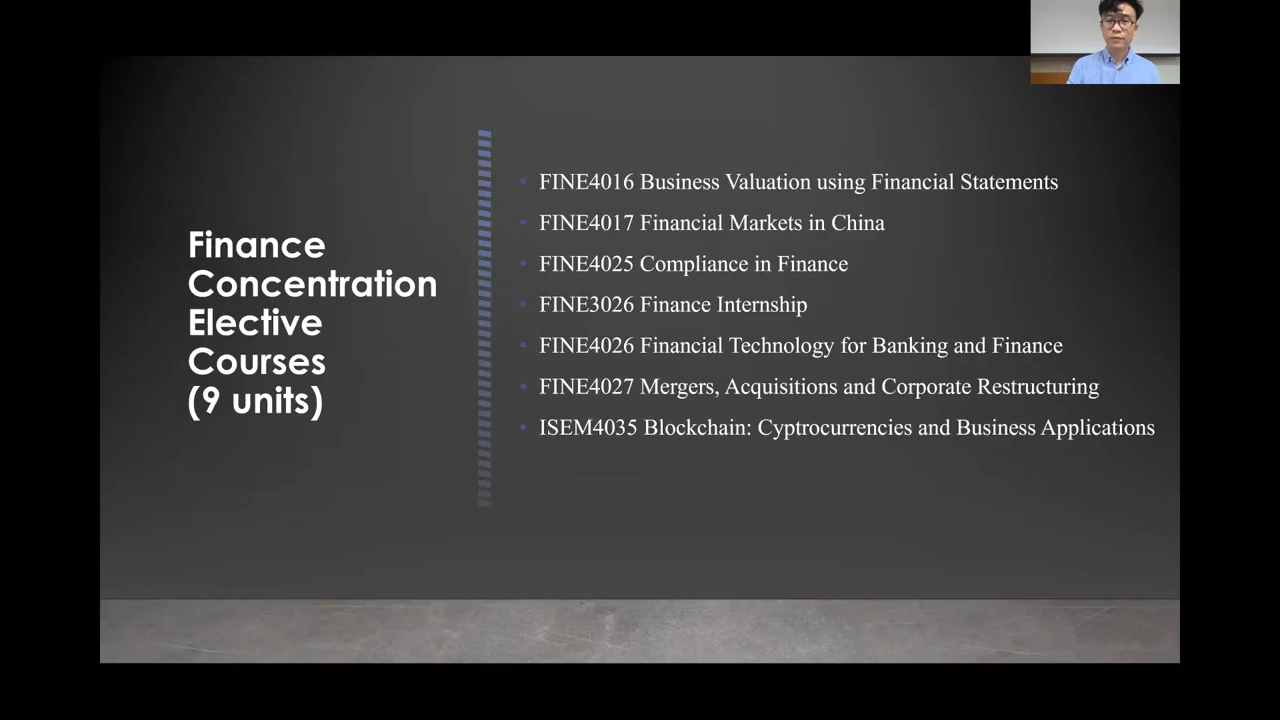 Finance
Concentration
Elective
Courses
(9 units)
• FINE4016 Business Valuation using Financial Statements
• FINE4017 Financial Markets in China
• FINE4025 Compliance in Finance
• FINE3026 Finance Internship
• FINE4026 Financial Technology for Banking and Finance
• FINE4027 Mergers, Acquisitions and Corporate Restructuring
• ISEM4035 Blockchain: Cyptrocurrencies and Business Applications